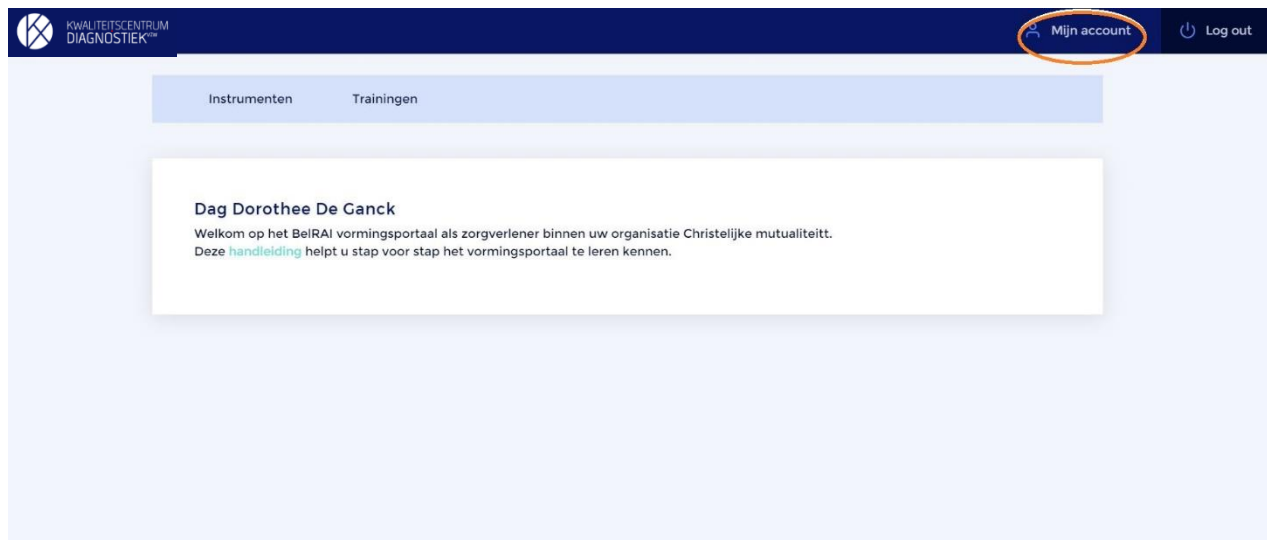 KWALITEITSCENTRUM
DIAGNOSTIEK vzw
Mijn account
Log out
Instrumenten
Trainingen
Dag Dorothee De Ganck
Welkom op het BelRAI vormingsportaal als zorgverlener binnen uw organisatie Christelijke mutualiteitt.
Deze handleiding helpt u stap voor stap het vormingsportaal te leren kennen.